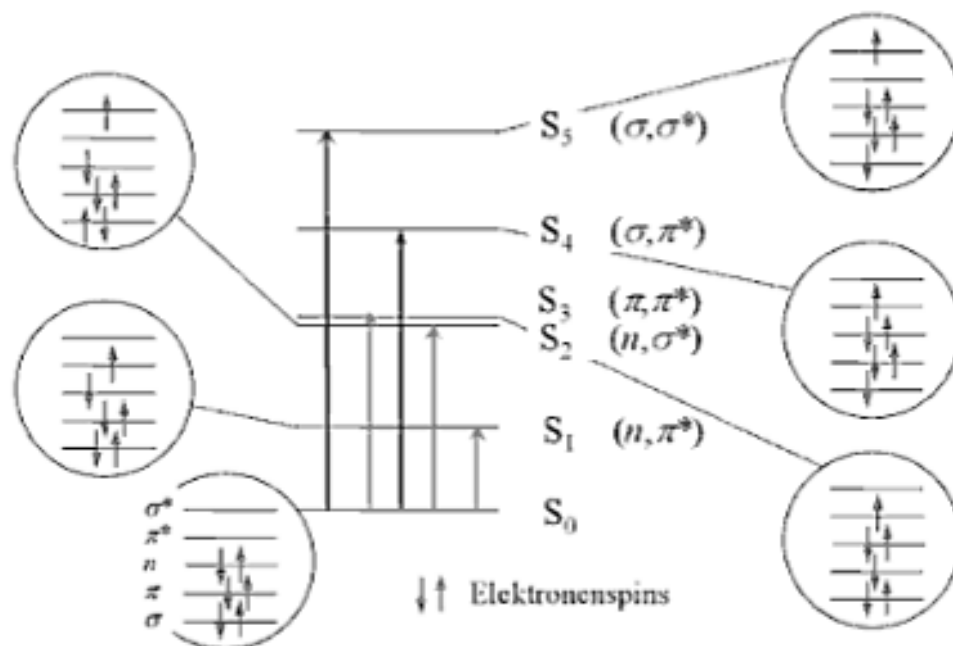 S₅ (σ,σ*)
S₄ (σ,π*)
S₃ (π,π*)
S₂ (n,σ*)
S₁ (n,π*)
S₀
σ*
π*
n
π
σ
↓↑ Elektronenspins